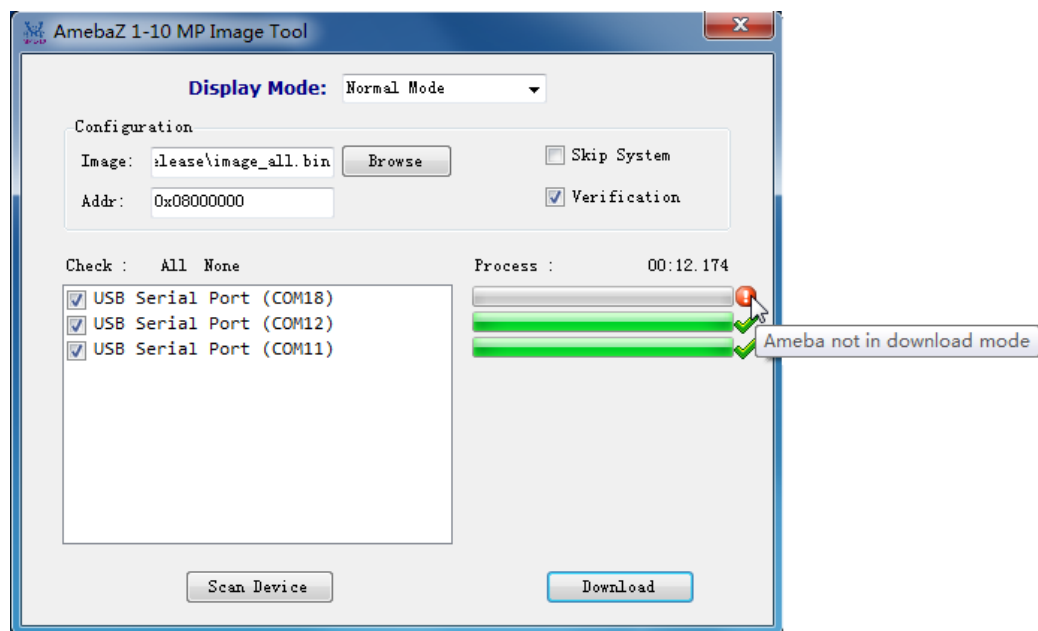 AmebaZ 1-10 MP Image Tool
Display Mode: Normal Mode
Configuration
Image: elease\image_all.bin Browse Skip System
Addr: 0x08000000 Verification
Check : All None Process : 00:12.174
USB Serial Port (COM18)
USB Serial Port (COM12)
USB Serial Port (COM11)
Ameba not in download mode
Scan Device Download